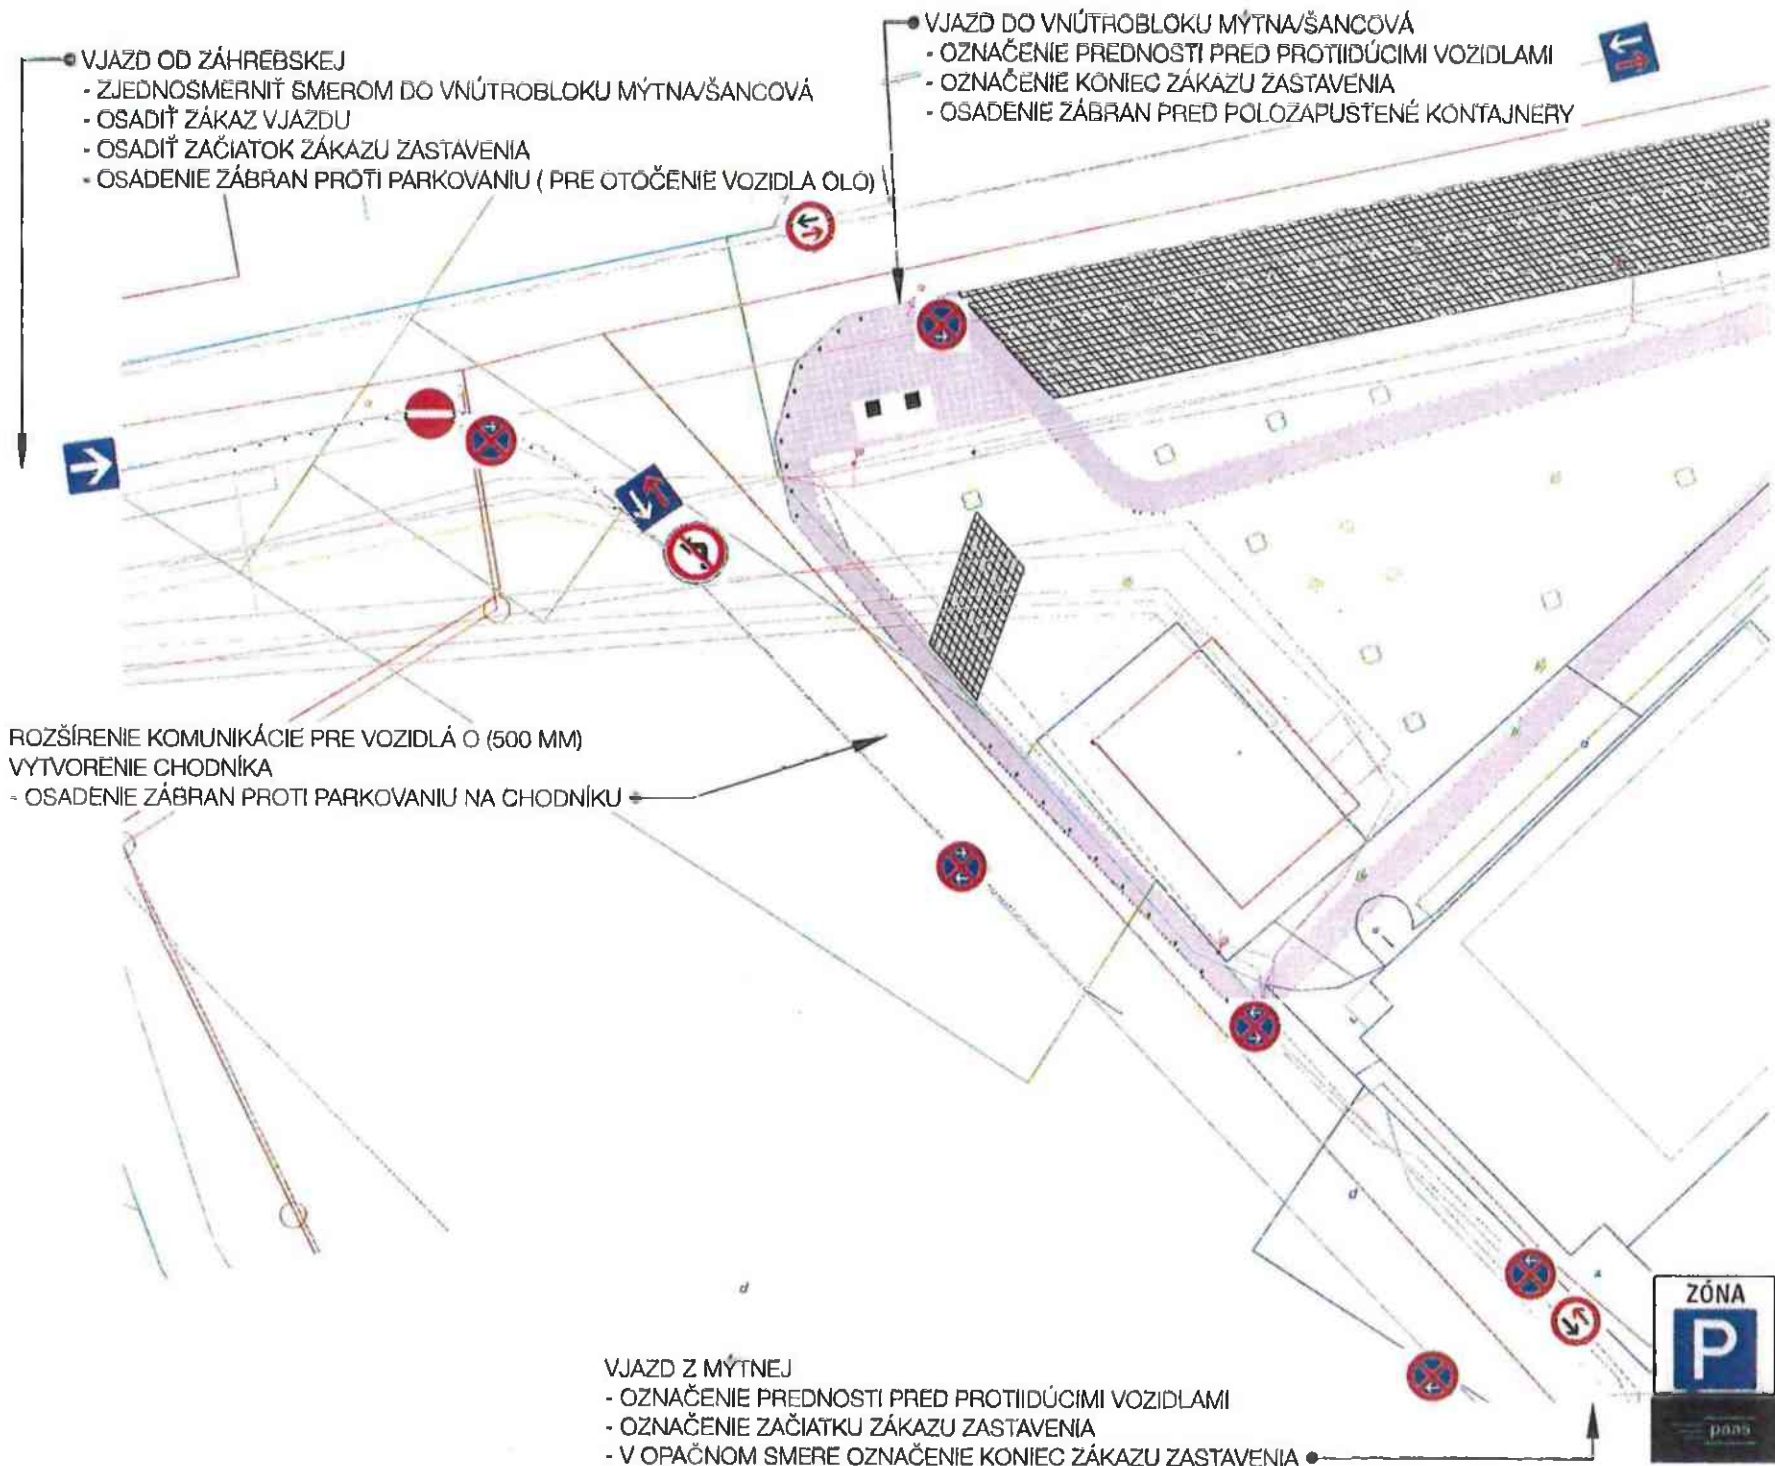 VJAZD OD ZÁHREBSKEJ
- ZJEDNOSMERNIŤ SMEROM DO VNÚTROBLOKU MÝTNA/ŠANCOVÁ
- OSADIŤ ZÁKAZ VJAZDU
- OSADIŤ ZAČIATOK ZÁKAZU ZASTAVENIA
- OSADENIE ZÁBRAN PROTI PARKOVANIU ( PRE OTOČENIE VOZIDLA OLO)
VJAZD DO VNÚTROBLOKU MÝTNA/ŠANCOVÁ
- OZNAČENIE PREDNOSTI PRED PROTIIDÚCIMI VOZIDLAMI
- OZNAČENIE KONIEC ZÁKAZU ZASTAVENIA
- OSADENIE ZÁBRAN PRED POLOZAPUSTENÉ KONTAJNERY
ROZŠÍRENIE KOMUNIKÁCIE PRE VOZIDLÁ O (500 MM)
VYTVORENIE CHODNÍKA
- OSADENIE ZÁBRAN PROTI PARKOVANIU NA CHODNÍKU
d
d
ZÓNA
P
paas
VJAZD Z MÝTNEJ
- OZNAČENIE PREDNOSTI PRED PROTIIDÚCIMI VOZIDLAMI
- OZNAČENIE ZAČIATKU ZÁKAZU ZASTAVENIA
- V OPAČNOM SMERE OZNAČENIE KONIEC ZÁKAZU ZASTAVENIA